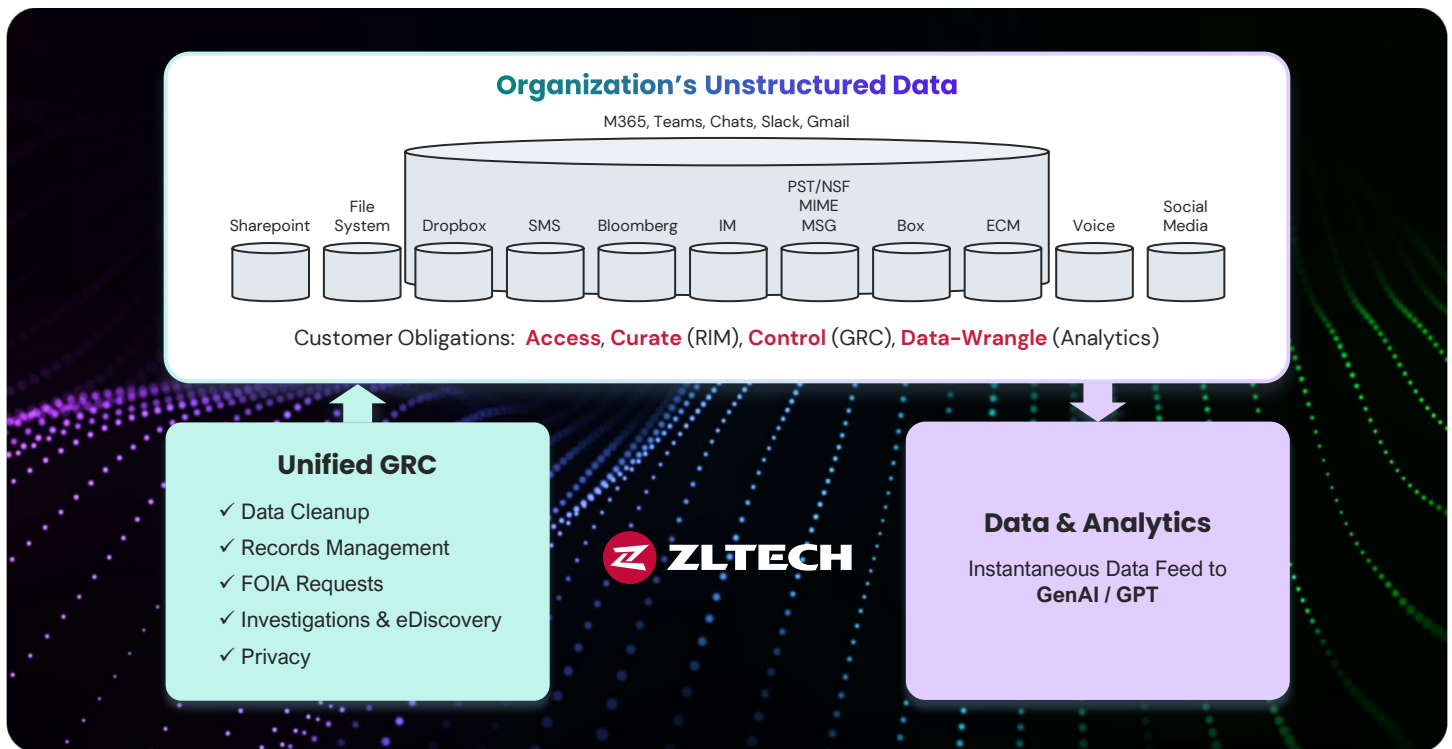 Organization’s Unstructured Data
M365, Teams, Chats, Slack, Gmail
Sharepoint
File
System
Dropbox
SMS
Bloomberg
IM
PST/NSF
MIME
MSG
Box
ECM
Voice
Social
Media
Customer Obligations: Access, Curate (RIM), Control (GRC), Data-Wrangle (Analytics)
Unified GRC
✓ Data Cleanup
✓ Records Management
✓ FOIA Requests
✓ Investigations & eDiscovery
✓ Privacy
ZLTECH
Data & Analytics
Instantaneous Data Feed to
GenAI / GPT